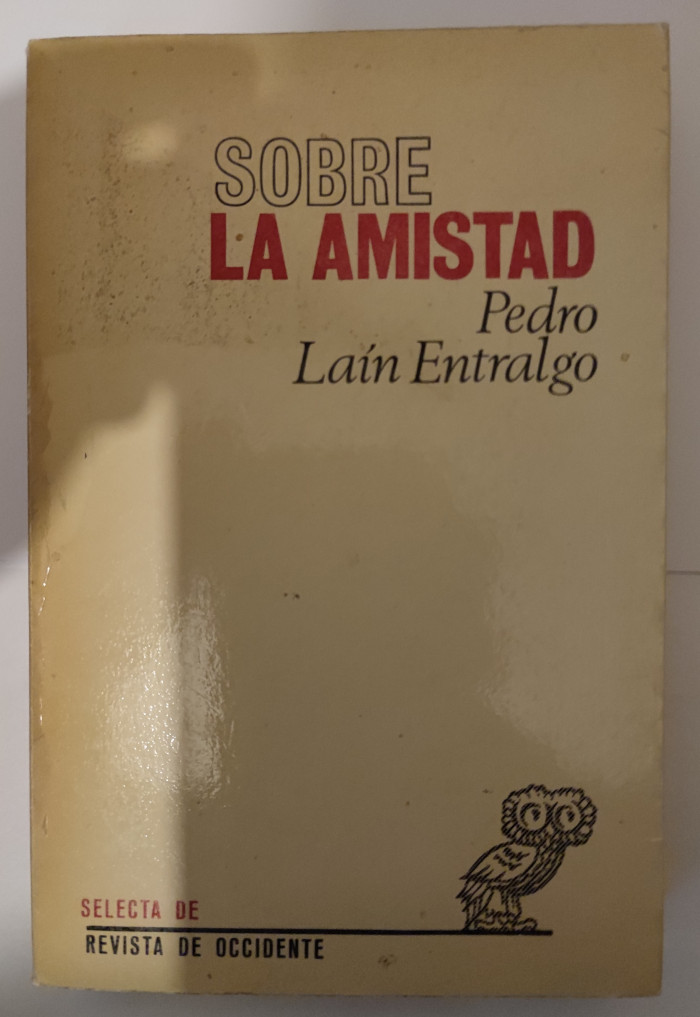 SOBRE
LA AMISTAD
Pedro
Laín Entralgo
SELECTA DE
REVISTA DE OCCIDENTE